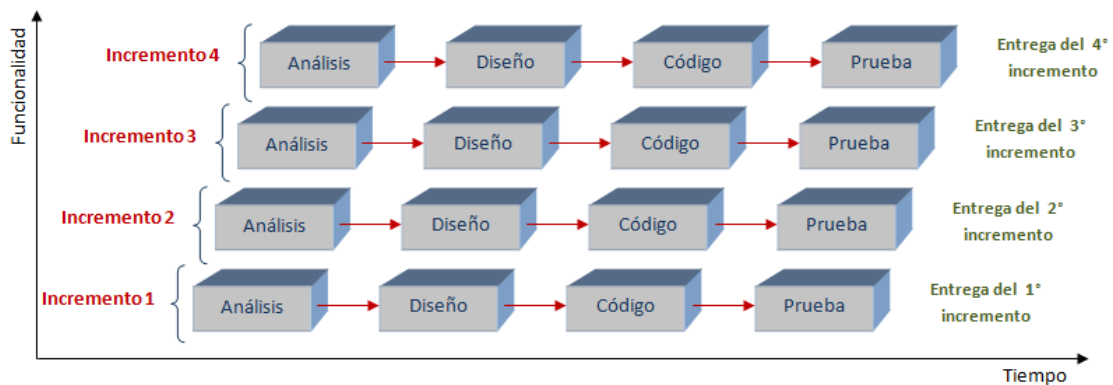 Funcionalidad
Incremento 4
Análisis
Diseño
Código
Prueba
Entrega del 4°
incremento
Incremento 3
Análisis
Diseño
Código
Prueba
Entrega del 3°
incremento
Incremento 2
Análisis
Diseño
Código
Prueba
Entrega del 2°
incremento
Incremento 1
Análisis
Diseño
Código
Prueba
Entrega del 1°
incremento
Tiempo